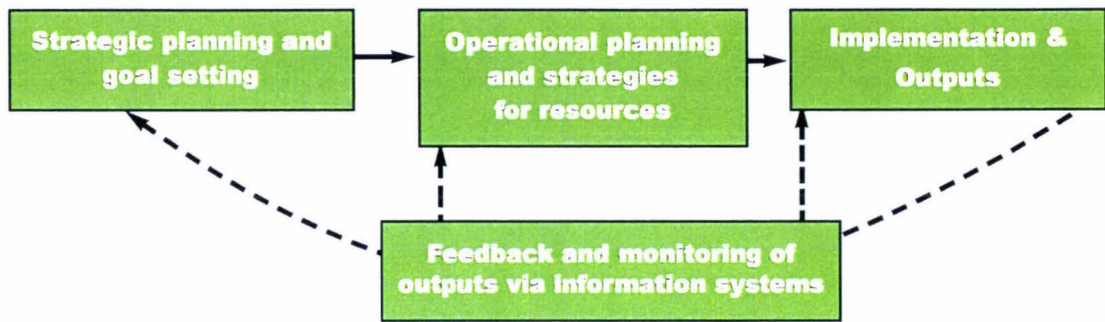 Strategic planning and
goal setting
Operational planning
and strategies
for resources
Implementation &
Outputs
Feedback and monitoring of
outputs via information systems